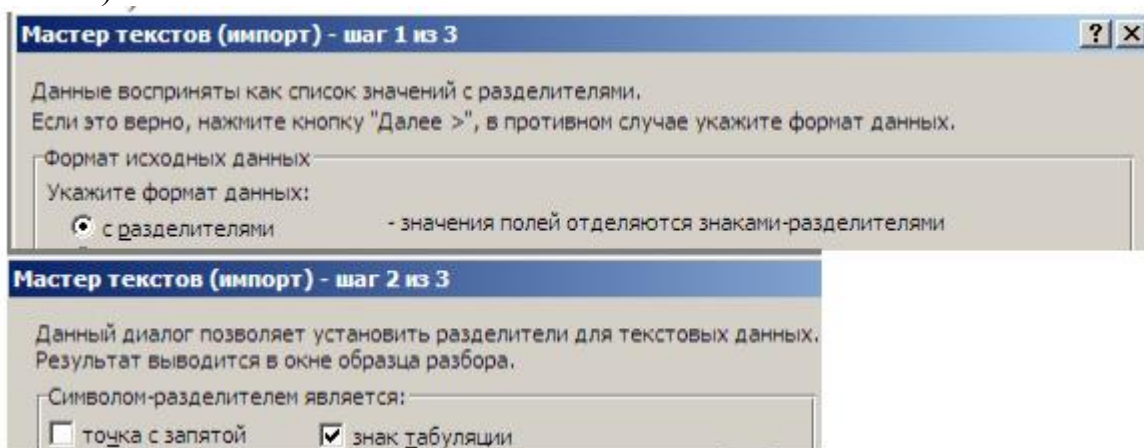 Мастер текстов (импорт) - шаг 1 из 3
Данные восприняты как список значений с разделителями.
Если это верно, нажмите кнопку "Далее >", в противном случае укажите формат данных.
Формат исходных данных
Укажите формат данных:
с разделителями - значения полей отделяются знаками-разделителями
Мастер текстов (импорт) - шаг 2 из 3
Данный диалог позволяет установить разделители для текстовых данных.
Результат выводится в окне образца разбора.
Символом-разделителем является:
точка с запятой знак табуляции